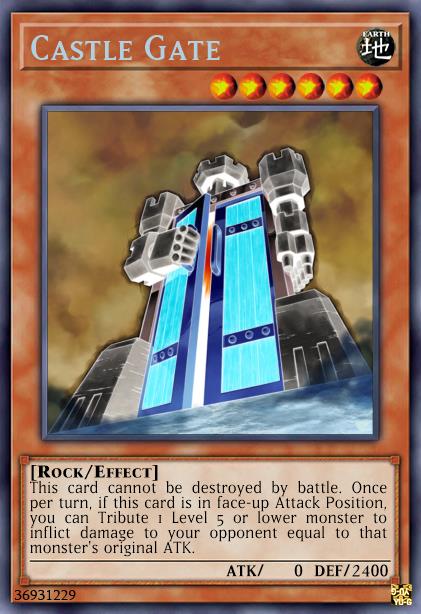 CASTLE GATE
EARTH
地
[ROCK/EFFECT]
This card cannot be destroyed by battle. Once
per turn, if this card is in face-up Attack Position,
you can Tribute 1 Level 5 or lower monster to
inflict damage to your opponent equal to that
monster's original ATK.
ATK/ 0 DEF/2400
36931229